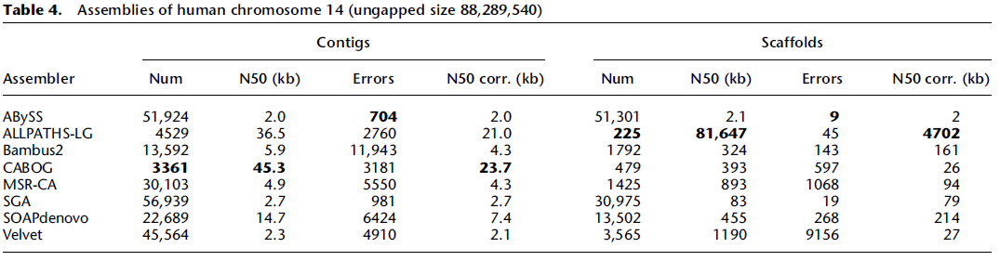 Table 4. Assemblies of human chromosome 14 (ungapped size 88,289,540)
Contigs Scaffolds
Assembler Num N50 (kb) Errors N50 corr. (kb) Num N50 (kb) Errors N50 corr. (kb)
ABySS 51,924 2.0 704 2.0 51,301 2.1 9 2
ALLPATHS-LG 4529 36.5 2760 21.0 225 81,647 45 4702
Bambus2 13,592 5.9 11,943 4.3 1792 324 143 161
CABOG 3361 45.3 3181 23.7 479 393 597 26
MSR-CA 30,103 4.9 5550 4.3 1425 893 1068 94
SGA 56,939 2.7 981 2.7 30,975 83 19 79
SOAPdenovo 22,689 14.7 6424 7.4 13,502 455 268 214
Velvet 45,564 2.3 4910 2.1 3,565 1190 9156 27